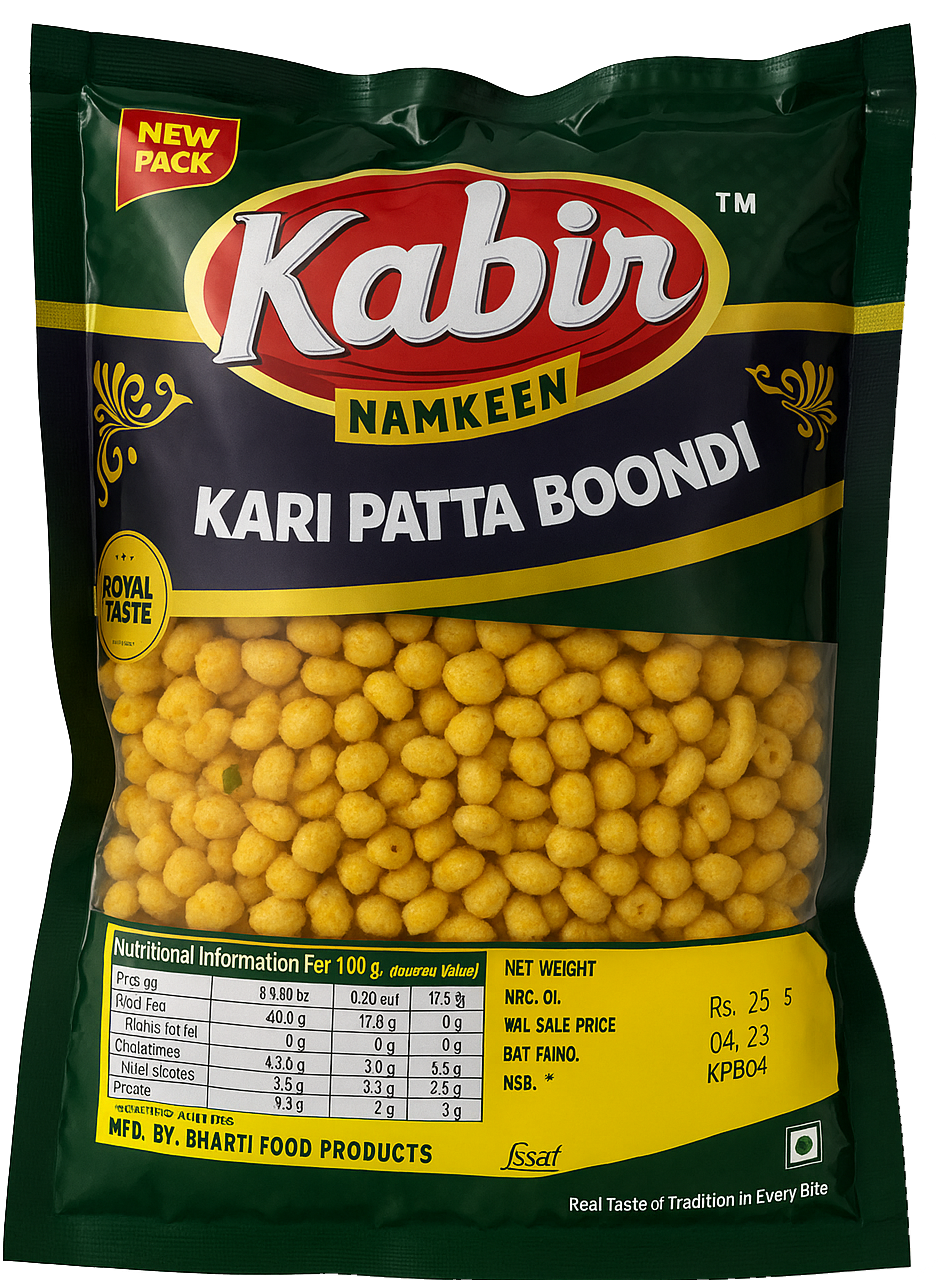 NEW
PACK
Kabir
TM
NAMKEEN
KARI PATTA BOONDI
ROYAL
TASTE
Nutritional Information Fer 100 g,
Prcs gg 8 9.80 bz 0.20 euf 17.5
R/od Fea 40.0 g 17.8 g 0 g
Rlahis fot fel 0 g 0 g 0 g
Chalatimes 4.3.0 g 3.0 g 5.5 g
Nitel slcotes 3.5 g 3.3 g 2.5 g
Prcate 9.3 g 2 g 3 g
MFD. BY. BHARTI FOOD PRODUCTS
NET WEIGHT
NRC. OI. Rs. 25 5
WAL SALE PRICE 04, 23
BAT FAINO. KPB04
NSB. *
fssaf
Real Taste of Tradition in Every Bite